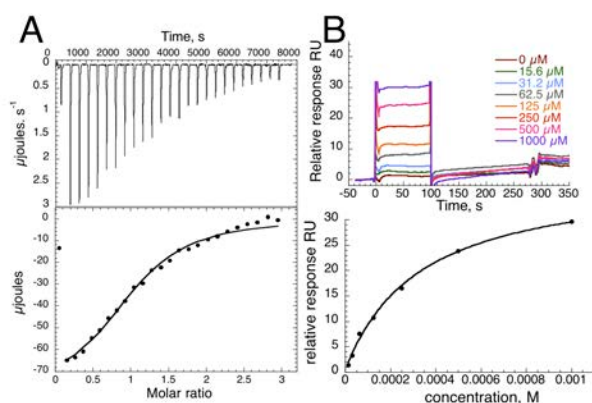 A
Time, s
0 1000 2000 3000 4000 5000 6000 7000 8000
0
.5
1
1.5
2
2.5
3
µjoules. s⁻¹
0
-10
-20
-30
-40
-50
-60
-70
µjoules
0 0.5 1 1.5 2 2.5 3
Molar ratio
B
40
30
20
10
0
Relative response RU
0 µM
15.6 µM
31.2 µM
62.5 µM
125 µM
250 µM
500 µM
1000 µM
-50 0 50 100 150 200 250 300 350
Time, s
30
25
20
15
10
5
0
relative response RU
0 0.0002 0.0004 0.0006 0.0008 0.001
concentration, M